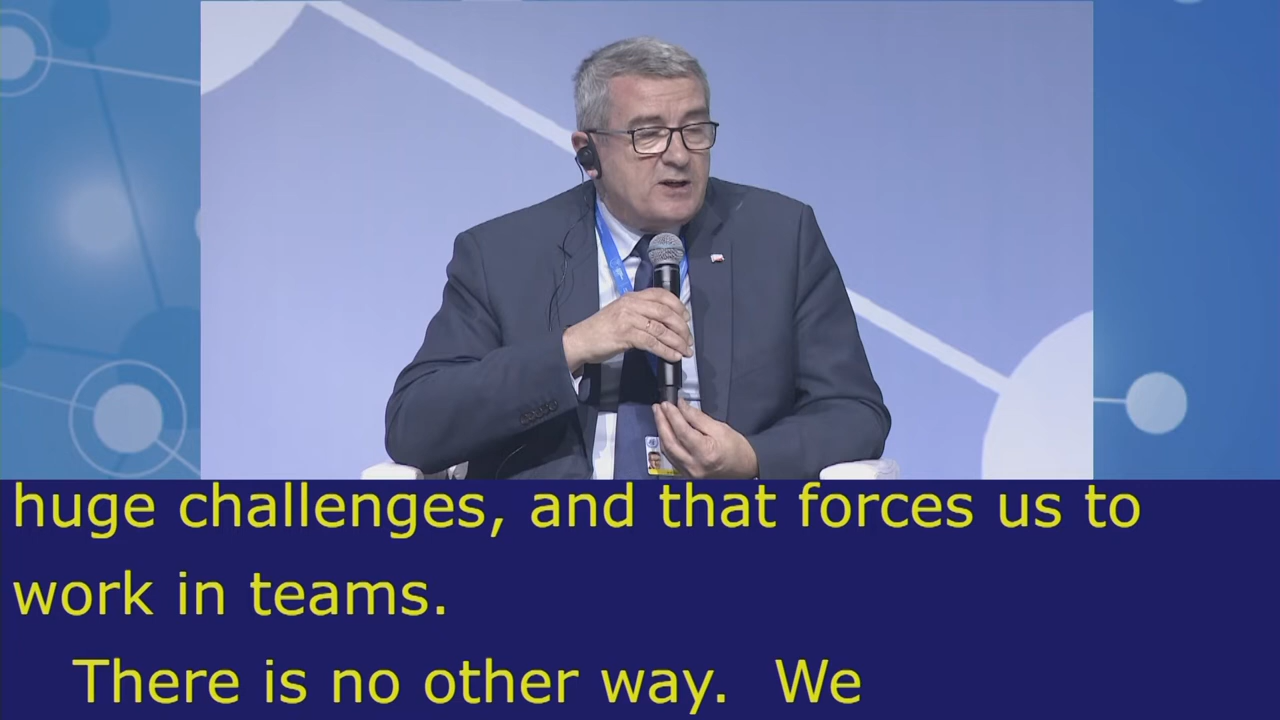 huge challenges, and that forces us to
work in teams.
There is no other way.  We